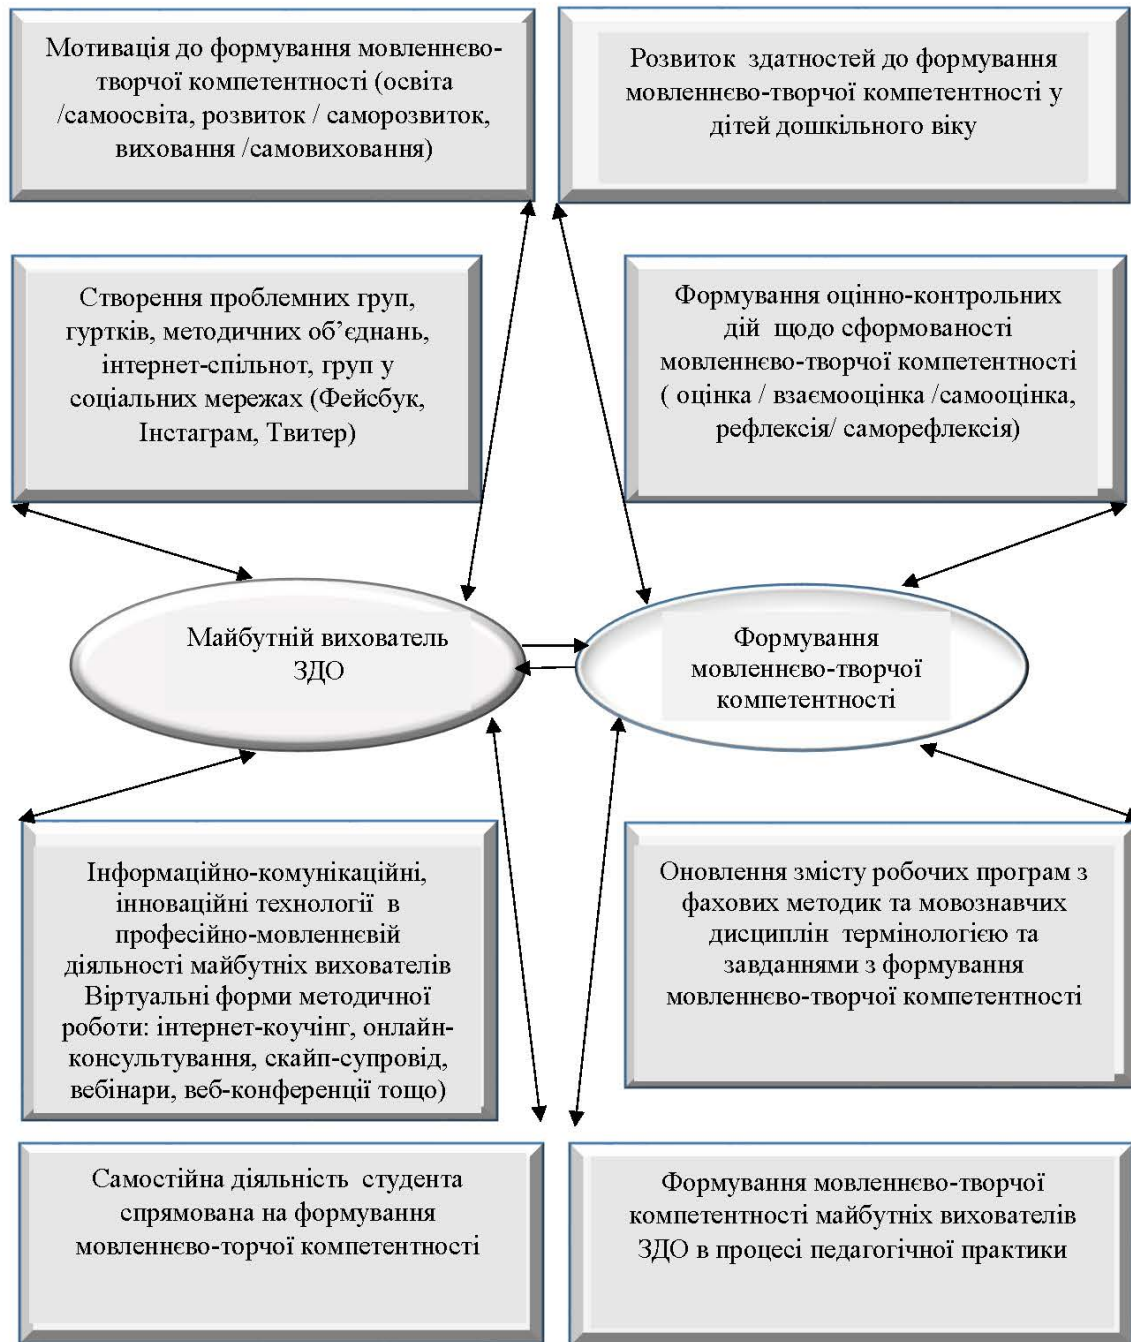 Мотивація до формування мовленнєво-
творчої компетентності (освіта
/самоосвіта, розвиток / саморозвиток,
виховання /самовиховання)
Розвиток здатностей до формування
мовленнєво-творчої компетентності у
дітей дошкільного віку
Створення проблемних груп,
гуртків, методичних об’єднань,
інтернет-спільнот, груп у
соціальних мережах (Фейсбук,
Інстаграм, Твитер)
Формування оцінно-контрольних
дій щодо сформованості
мовленнєво-творчої компетентності
( оцінка / взаємооцінка /самооцінка,
рефлексія/ саморефлексія)
Майбутній вихователь
ЗДО
Формування
мовленнєво-творчої
компетентності
Інформаційно-комунікаційні,
інноваційні технології в
професійно-мовленнєвій
діяльності майбутніх вихователів
Віртуальні форми методичної
роботи: інтернет-коучінг, онлайн-
консультування, скайп-супровід,
вебінари, веб-конференції тощо)
Оновлення змісту робочих програм з
фахових методик та мовознавчих
дисциплін термінологією та
завданнями з формування
мовленнєво-творчої компетентності
Самостійна діяльність студента
спрямована на формування
мовленнєво-торчої компетентності
Формування мовленнєво-творчої
компетентності майбутніх вихователів
ЗДО в процесі педагогічної практики